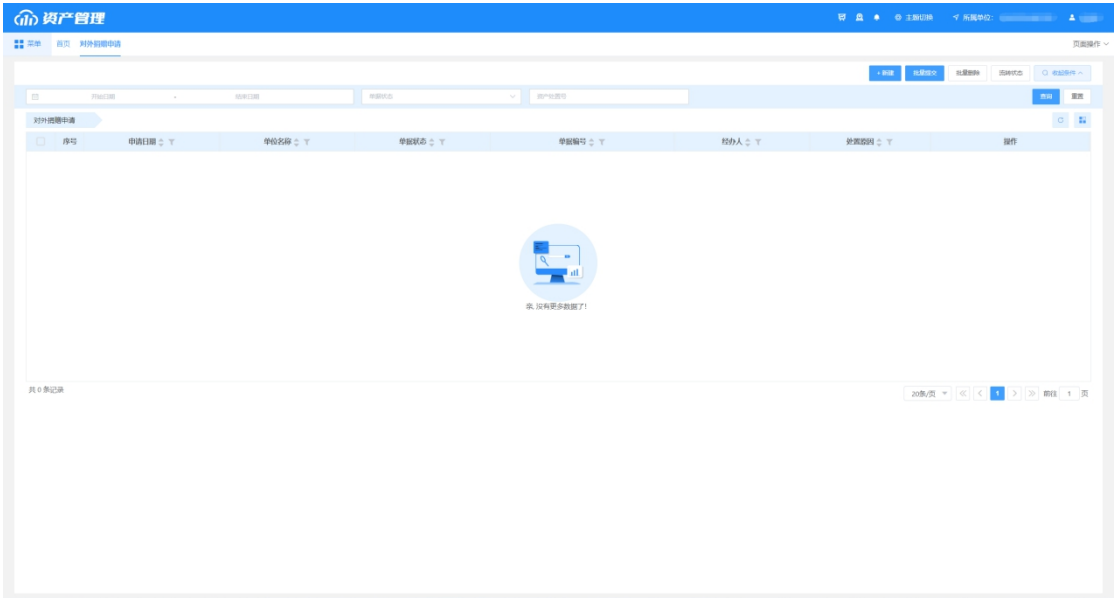 资产管理 主题切换 所属单位:
菜单 首页 对外捐赠申请 页面操作
+ 新建 批量提交 批量删除 流转状态 收起条件
开始日期 - 结束日期 单据状态 资产处置号 查询 重置
对外捐赠申请
序号 申请日期 单位名称 单据状态 单据编号 经办人 处置原因 操作
亲, 没有更多数据了!
共 0 条记录 20条/页 1 前往 1 页